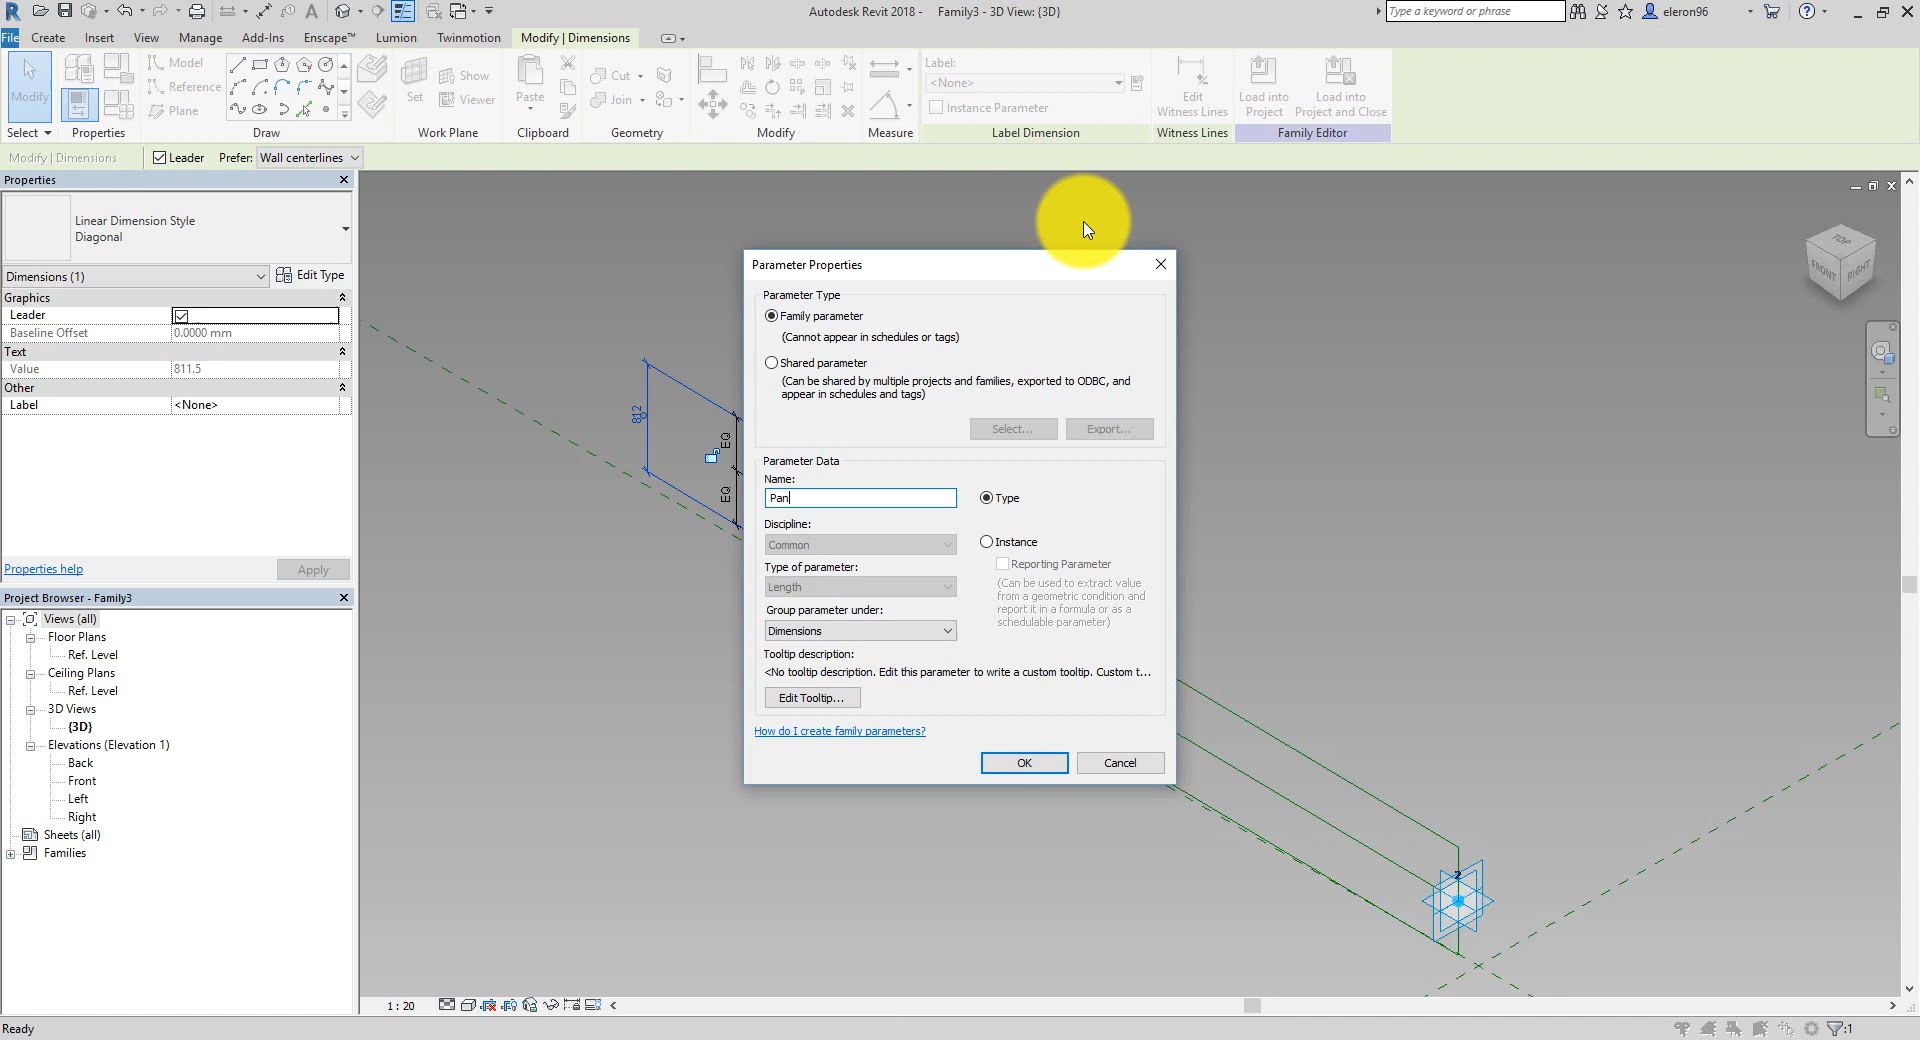 Autodesk Revit 2018 - Family3 - 3D View: {3D}
Type a keyword or phrase
eleron96
File Create Insert Annotate View Manage Add-Ins Enscape™ Lumion Twinmotion Modify | Dimensions
Modify
Select
Properties
Model
Reference
Plane
Draw
Set
Show
Viewer
Work Plane
Paste
Clipboard
Cut
Join
Geometry
Modify
Measure
Label:
<None>
Instance Parameter
Label Dimension
Edit
Witness Lines
Witness Lines
Load into
Project
Load into
Project and Close
Family Editor
Modify | Dimensions
Leader
Prefer:
Wall centerlines
Properties
Linear Dimension Style
Diagonal
Dimensions (1)
Edit Type
Graphics
Leader
Baseline Offset 0.0000 mm
Text
Value 811.5
Other
Label <None>
Properties help
Apply
Project Browser - Family3
Views (all)
Floor Plans
Ref. Level
Ceiling Plans
Ref. Level
3D Views
{3D}
Elevations (Elevation 1)
Back
Front
Left
Right
Sheets (all)
Families
812
EQ
EQ
Parameter Properties
Parameter Type
Family parameter
(Cannot appear in schedules or tags)
Shared parameter
(Can be shared by multiple projects and families, exported to ODBC, and
appear in schedules and tags)
Select...
Export...
Parameter Data
Name:
Pan
Type
Discipline:
Common
Instance
Reporting Parameter
Type of parameter:
Length
(Can be used to extract value
from a geometric condition and
report it in a formula or as a
schedulable parameter)
Group parameter under:
Dimensions
Tooltip description:
<No tooltip description. Edit this parameter to write a custom tooltip. Custom t...
Edit Tooltip...
How do I create family parameters?
OK
Cancel
TOP
FRONT
RIGHT
2
1 : 20
Ready
:1